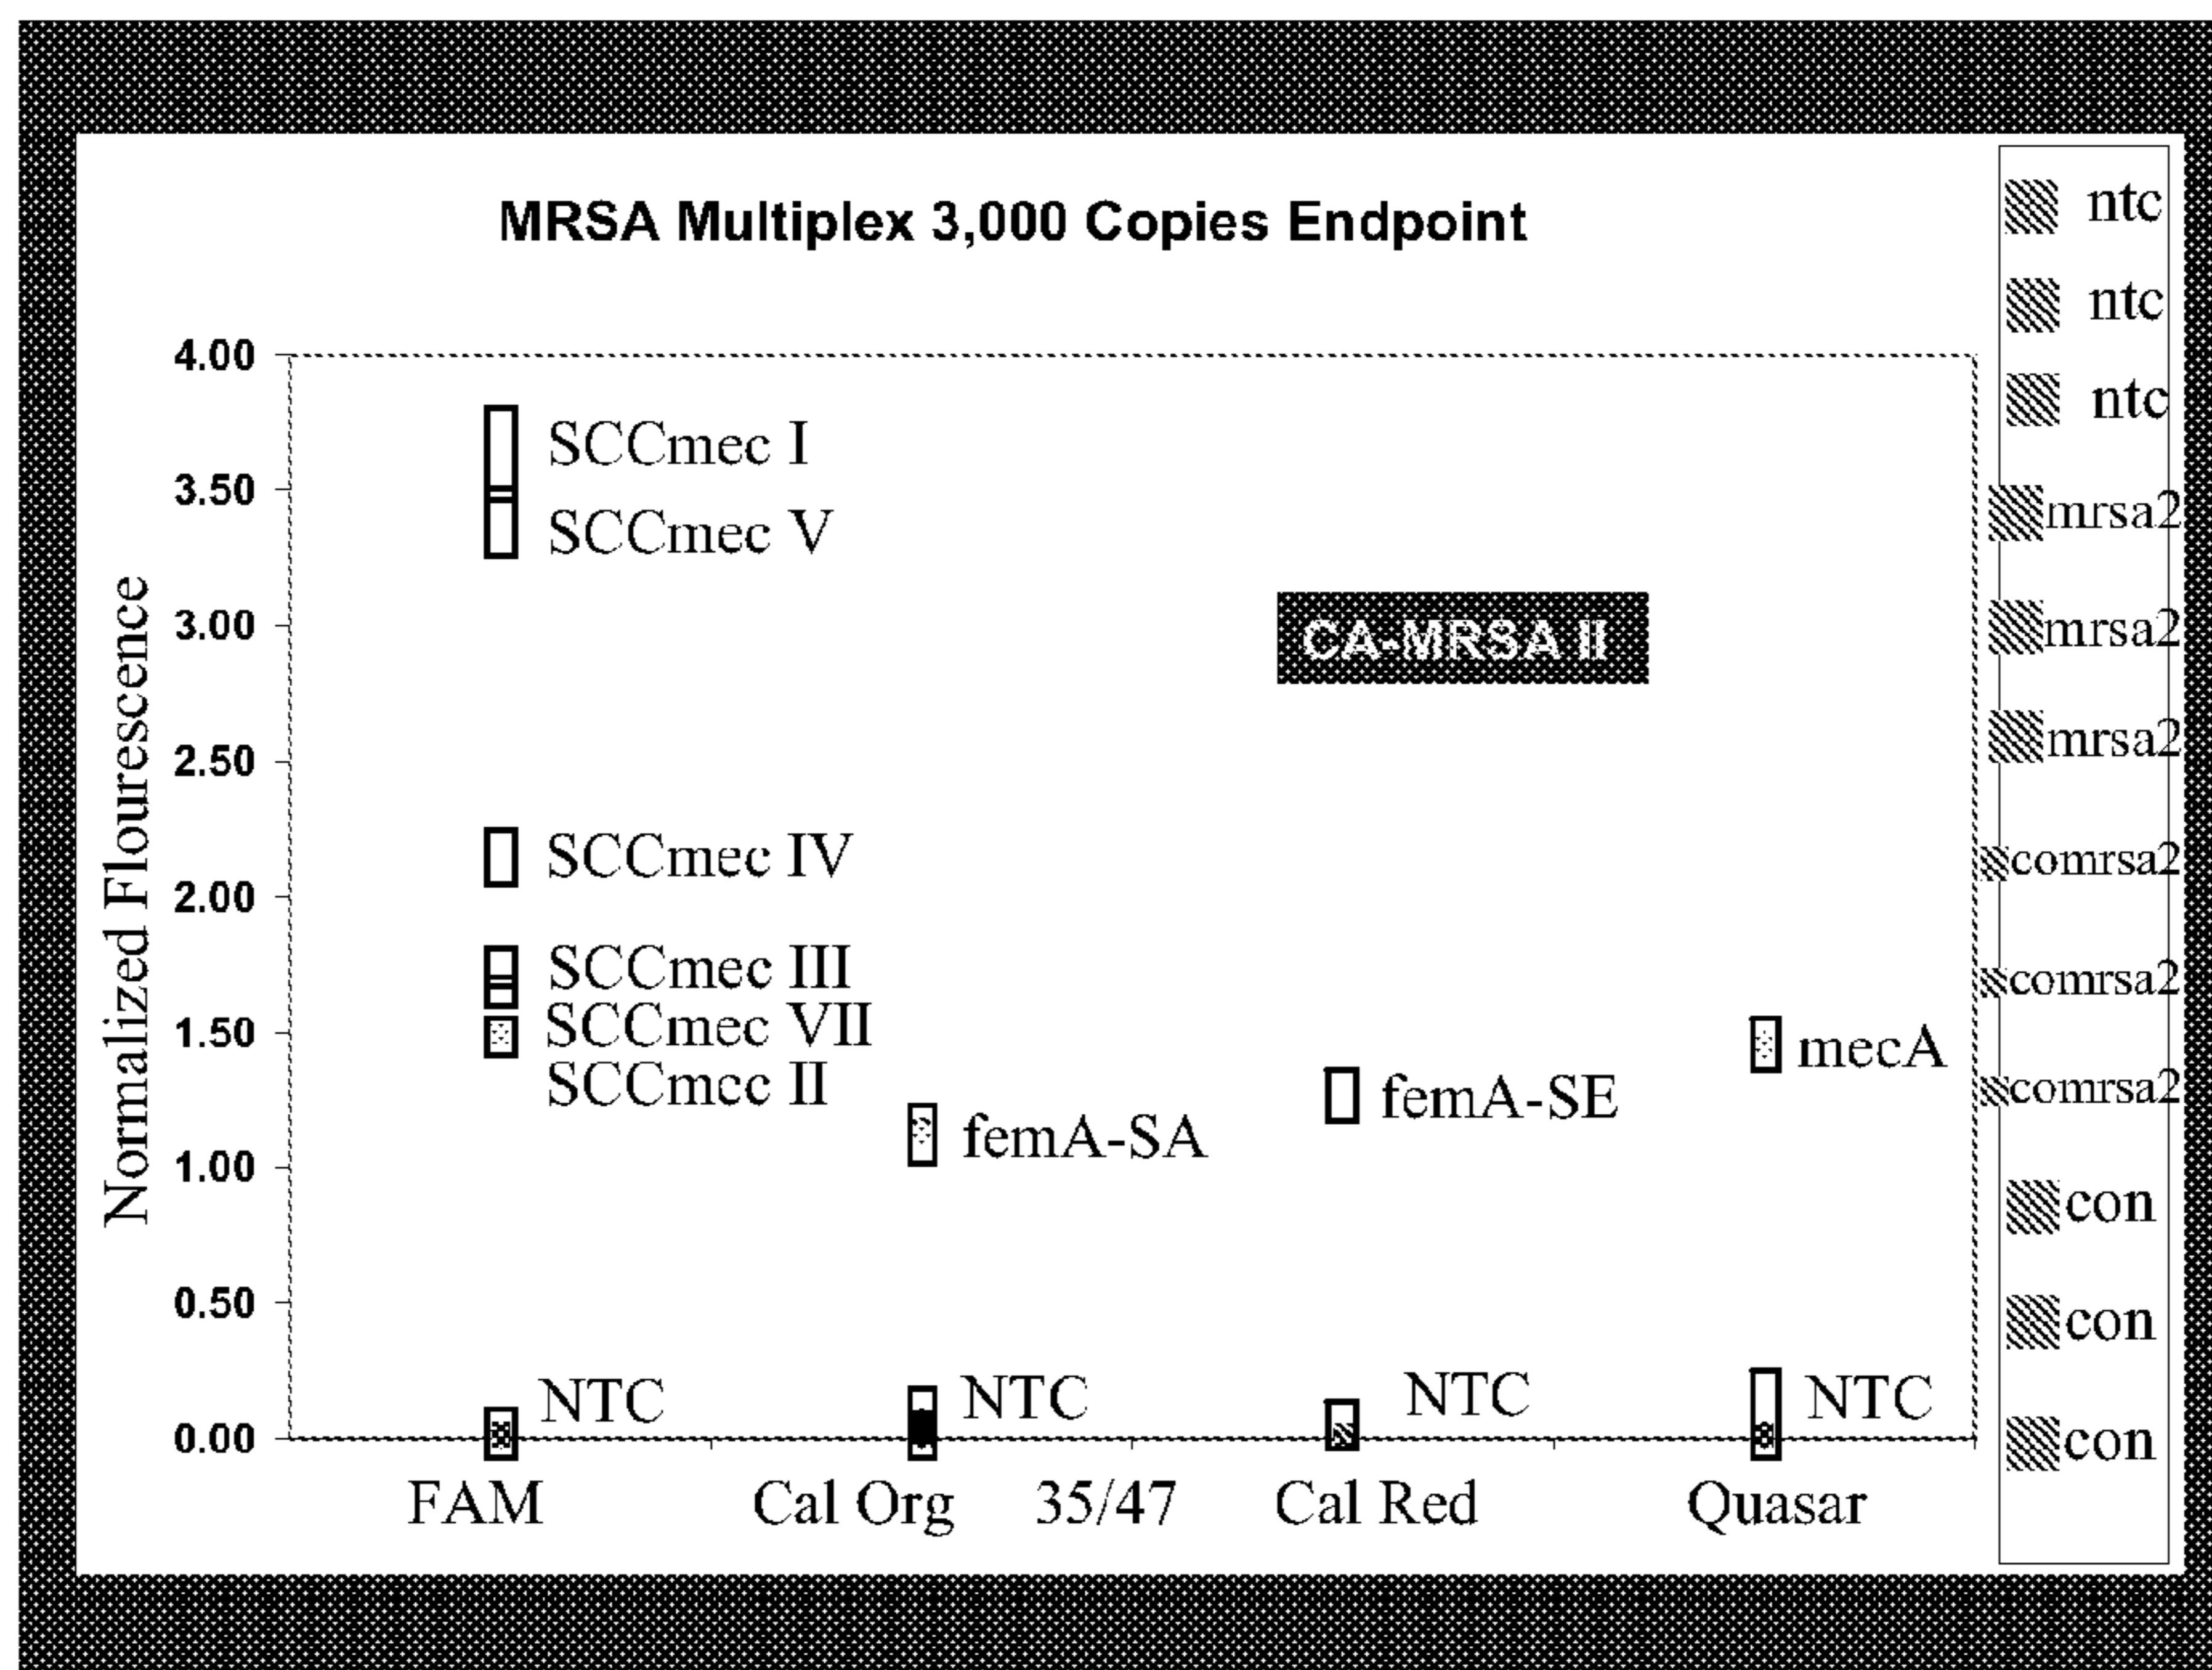 MRSA Multiplex 3,000 Copies Endpoint
Normalized Flourescence
4.00
3.50
3.00
2.50
2.00
1.50
1.00
0.50
0.00
SCCmec I
SCCmec V
SCCmec IV
SCCmec III
SCCmec VII
SCCmec II
femA-SA
femA-SE
mecA
CA-MRSA II
NTC
NTC
NTC
NTC
FAM
Cal Org
35/47
Cal Red
Quasar
ntc
ntc
ntc
mrsa2
mrsa2
mrsa2
comrsa2
comrsa2
comrsa2
con
con
con